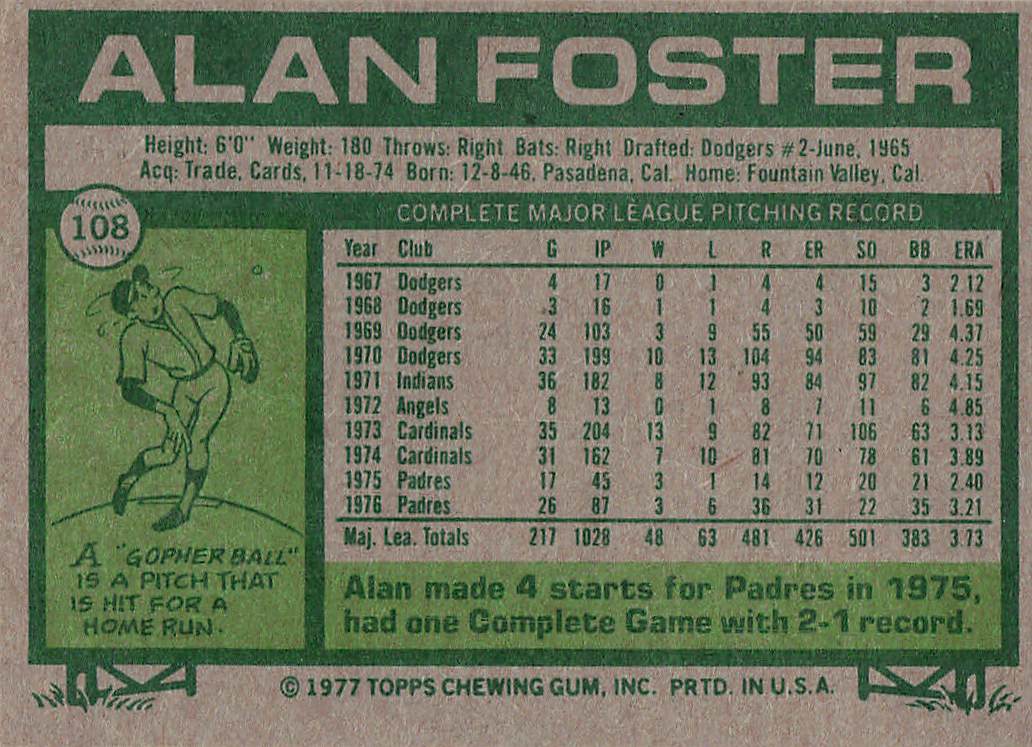 ALAN FOSTER
Height: 6'0" Weight: 180 Throws: Right Bats: Right Drafted: Dodgers #2-June, 1965
Acq: Trade, Cards, 11-18-74 Born: 12-8-46, Pasadena, Cal. Home: Fountain Valley, Cal.
108
COMPLETE MAJOR LEAGUE PITCHING RECORD
Year Club G IP W L R ER SO BB ERA
1967 Dodgers 4 17 0 1 4 4 15 3 2.12
1968 Dodgers 3 16 1 1 4 3 10 2 1.69
1969 Dodgers 24 103 3 9 55 50 59 29 4.37
1970 Dodgers 33 199 10 13 104 94 83 81 4.25
1971 Indians 36 182 8 12 93 84 97 82 4.15
1972 Angels 8 13 0 1 8 7 11 6 4.85
1973 Cardinals 35 204 13 9 82 71 106 63 3.13
1974 Cardinals 31 162 7 10 81 70 78 61 3.89
1975 Padres 17 45 3 1 14 12 20 21 2.40
1976 Padres 26 87 3 6 36 31 22 35 3.21
Maj. Lea. Totals 217 1028 48 63 481 426 501 383 3.73
A "GOPHER BALL"
IS A PITCH THAT
IS HIT FOR A
HOME RUN.
Alan made 4 starts for Padres in 1975,
had one Complete Game with 2-1 record.
© 1977 TOPPS CHEWING GUM, INC. PRTD. IN U.S.A.